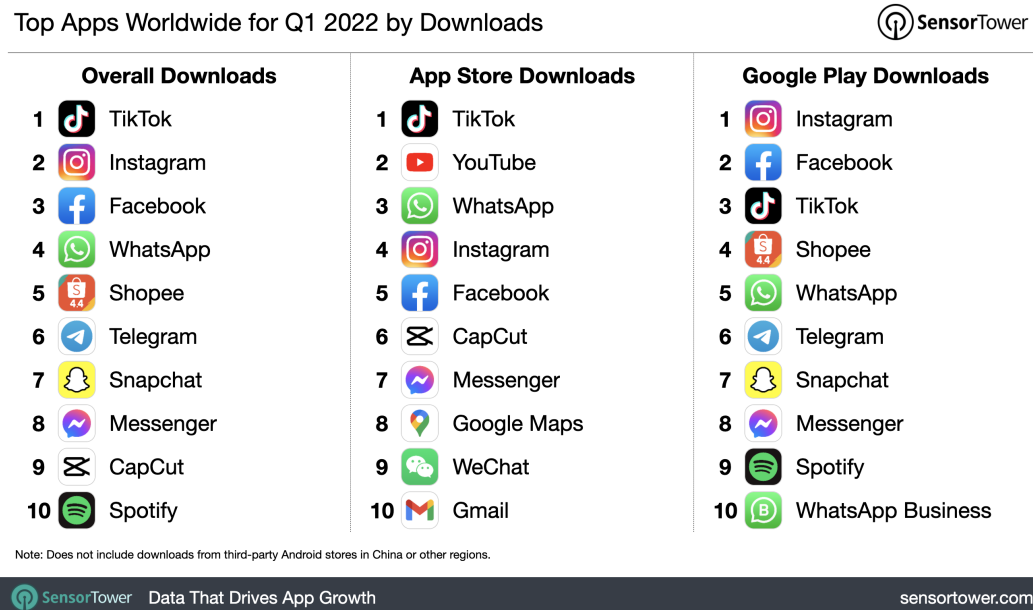 Top Apps Worldwide for Q1 2022 by Downloads
SensorTower
Overall Downloads
1 TikTok
2 Instagram
3 Facebook
4 WhatsApp
5 S 4.4 Shopee
6 Telegram
7 Snapchat
8 Messenger
9 CapCut
10 Spotify
App Store Downloads
1 TikTok
2 YouTube
3 WhatsApp
4 Instagram
5 Facebook
6 CapCut
7 Messenger
8 Google Maps
9 WeChat
10 Gmail
Google Play Downloads
1 Instagram
2 Facebook
3 TikTok
4 S 4.4 Shopee
5 WhatsApp
6 Telegram
7 Snapchat
8 Messenger
9 Spotify
10 B WhatsApp Business
Note: Does not include downloads from third-party Android stores in China or other regions.
SensorTower Data That Drives App Growth
sensortower.com